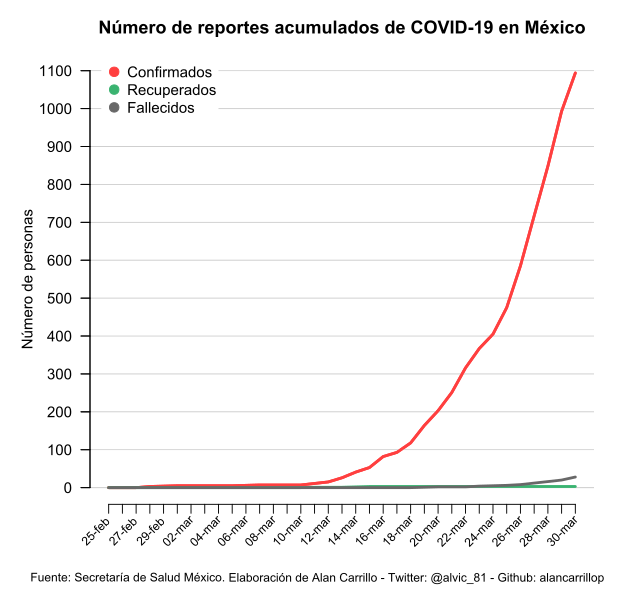 Número de reportes acumulados de COVID-19 en México
1100
1000
900
800
700
600
500
400
300
200
100
0
Número de personas
Confirmados
Recuperados
Fallecidos
25-feb
27-feb
29-feb
02-mar
04-mar
06-mar
08-mar
10-mar
12-mar
14-mar
16-mar
18-mar
20-mar
22-mar
24-mar
26-mar
28-mar
30-mar
Fuente: Secretaría de Salud México. Elaboración de Alan Carrillo - Twitter: @alvic_81 - Github: alancarrillop